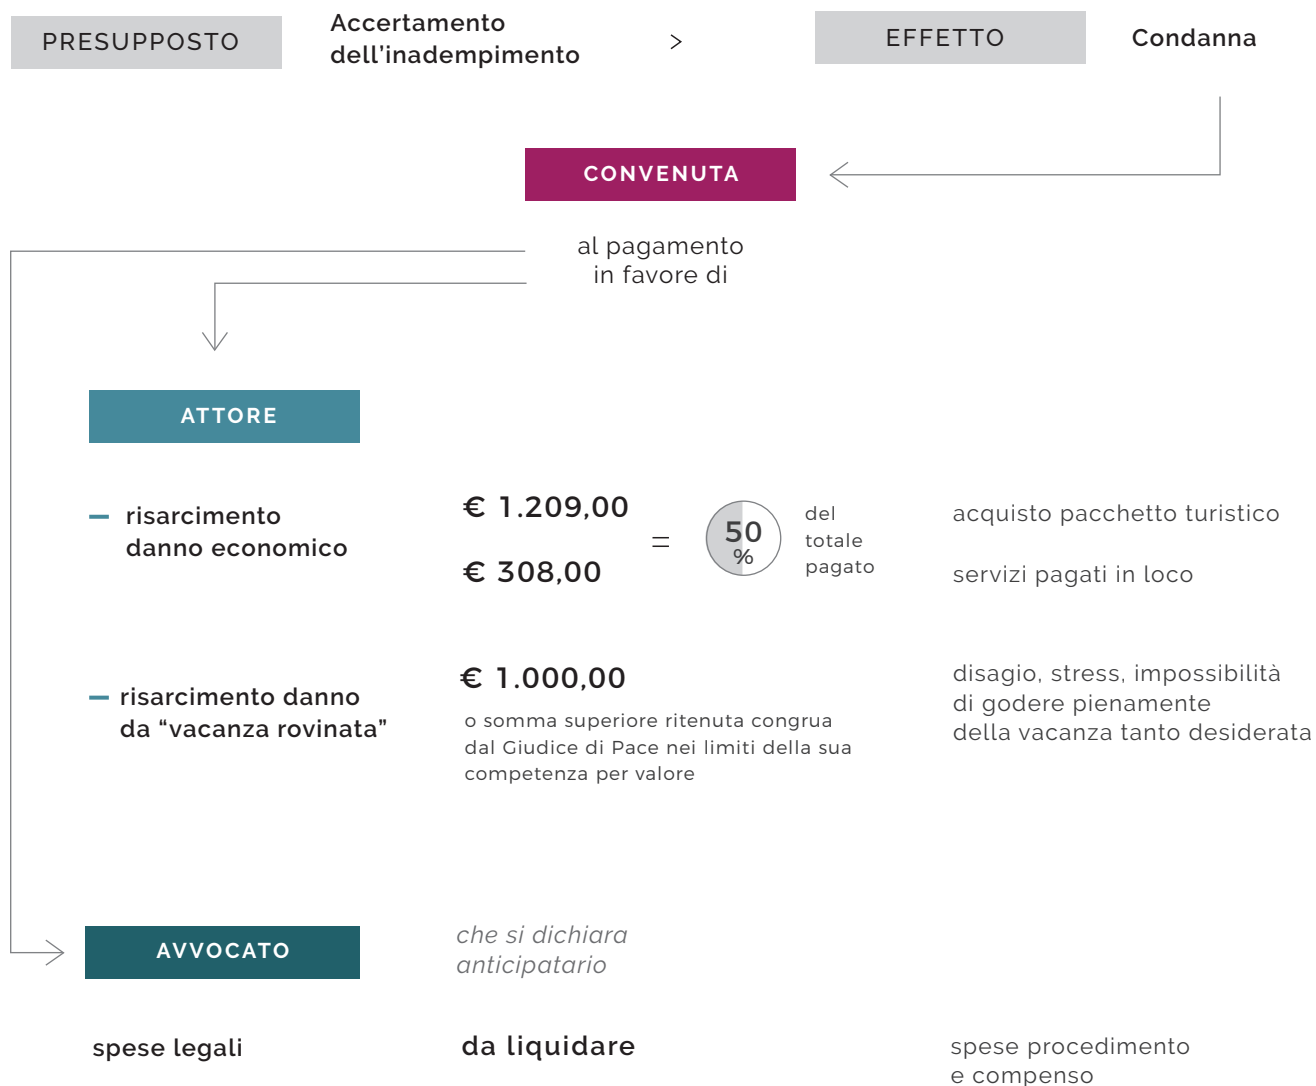 PRESUPPOSTO
Accertamento
dell’inadempimento
>
EFFETTO
Condanna
CONVENUTA
al pagamento
in favore di
ATTORE
– risarcimento
danno economico
€ 1.209,00
€ 308,00
=
50
%
del
totale
pagato
acquisto pacchetto turistico
servizi pagati in loco
– risarcimento danno
da “vacanza rovinata”
€ 1.000,00
o somma superiore ritenuta congrua
dal Giudice di Pace nei limiti della sua
competenza per valore
disagio, stress, impossibilità
di godere pienamente
della vacanza tanto desiderata
AVVOCATO
che si dichiara
anticipatario
spese legali
da liquidare
spese procedimento
e compenso